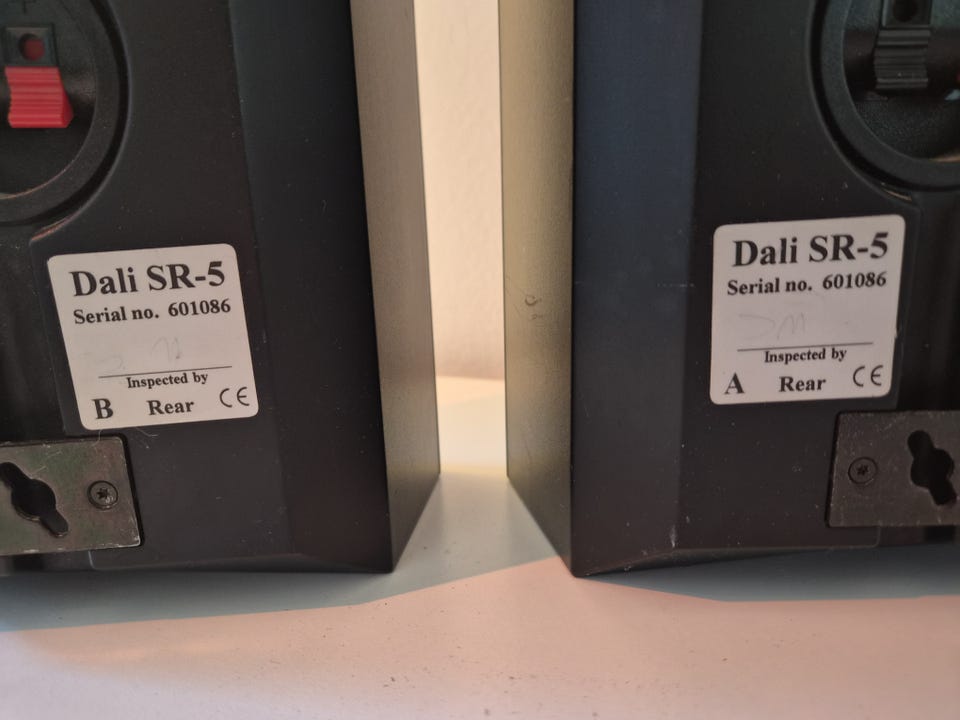 Dali SR-5
Serial no. 601086
Inspected by
B Rear CE
Dali SR-5
Serial no. 601086
Inspected by
A Rear CE